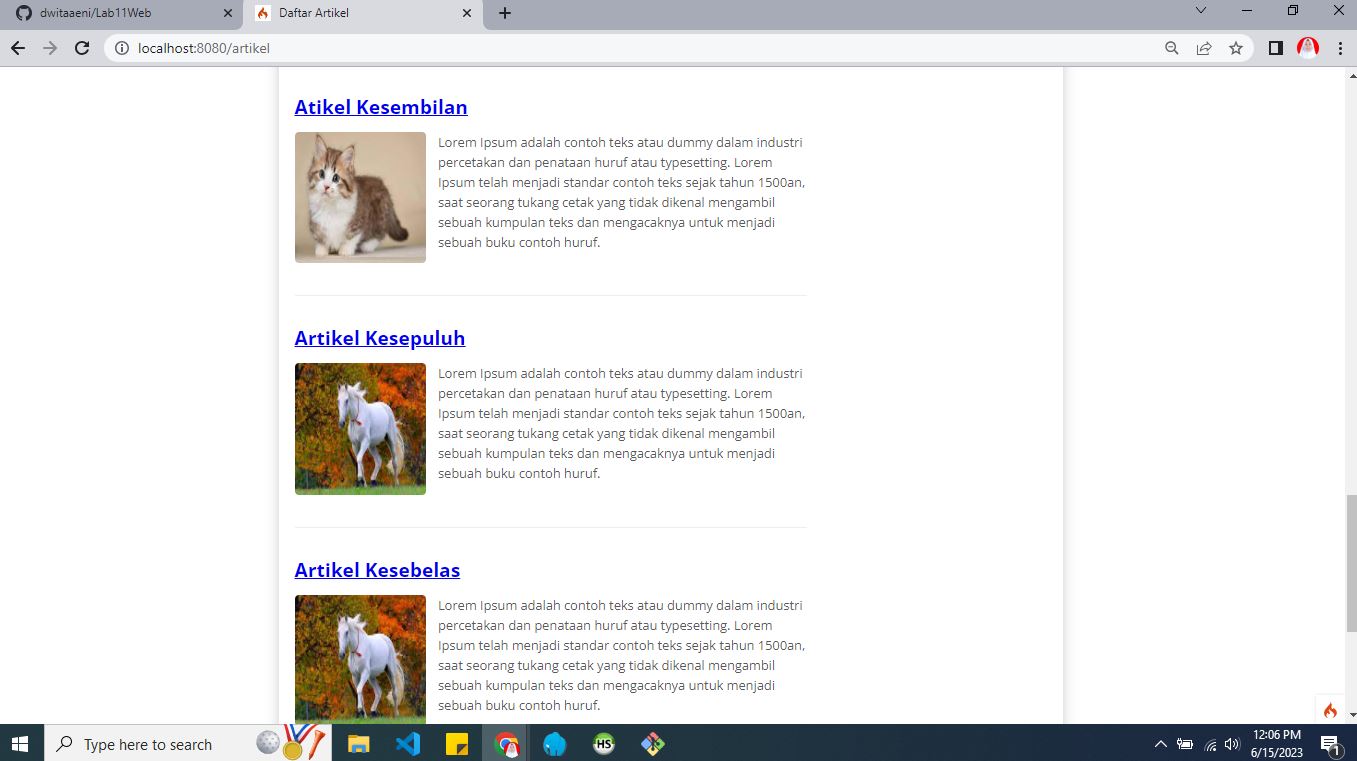 dwitaaeni/Lab11Web
Daftar Artikel
localhost:8080/artikel
Atikel Kesembilan
Lorem Ipsum adalah contoh teks atau dummy dalam industri
percetakan dan penataan huruf atau typesetting. Lorem
Ipsum telah menjadi standar contoh teks sejak tahun 1500an,
saat seorang tukang cetak yang tidak dikenal mengambil
sebuah kumpulan teks dan mengacaknya untuk menjadi
sebuah buku contoh huruf.
Artikel Kesepuluh
Lorem Ipsum adalah contoh teks atau dummy dalam industri
percetakan dan penataan huruf atau typesetting. Lorem
Ipsum telah menjadi standar contoh teks sejak tahun 1500an,
saat seorang tukang cetak yang tidak dikenal mengambil
sebuah kumpulan teks dan mengacaknya untuk menjadi
sebuah buku contoh huruf.
Artikel Kesebelas
Lorem Ipsum adalah contoh teks atau dummy dalam industri
percetakan dan penataan huruf atau typesetting. Lorem
Ipsum telah menjadi standar contoh teks sejak tahun 1500an,
saat seorang tukang cetak yang tidak dikenal mengambil
sebuah kumpulan teks dan mengacaknya untuk menjadi
sebuah buku contoh huruf.
Type here to search
HS
12:06 PM
6/15/2023
1